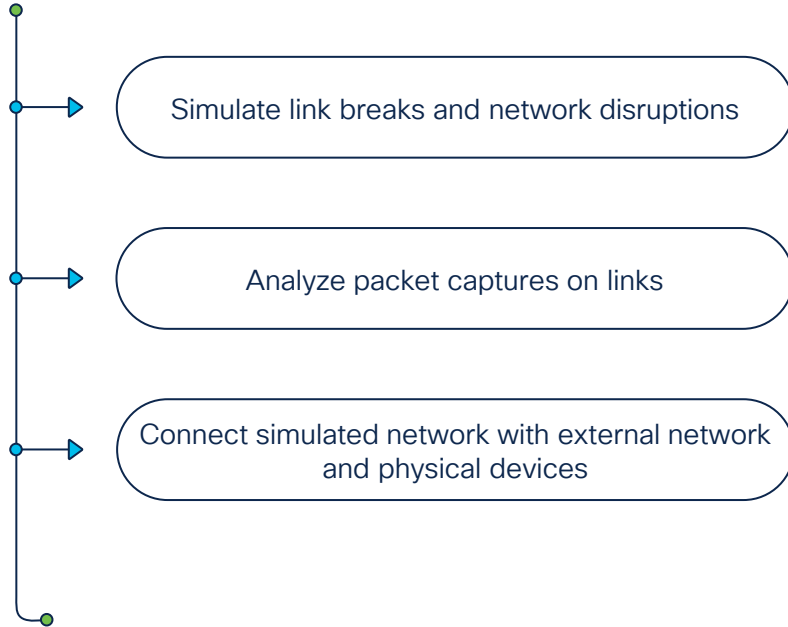 Simulate link breaks and network disruptions
Analyze packet captures on links
Connect simulated network with external network
and physical devices